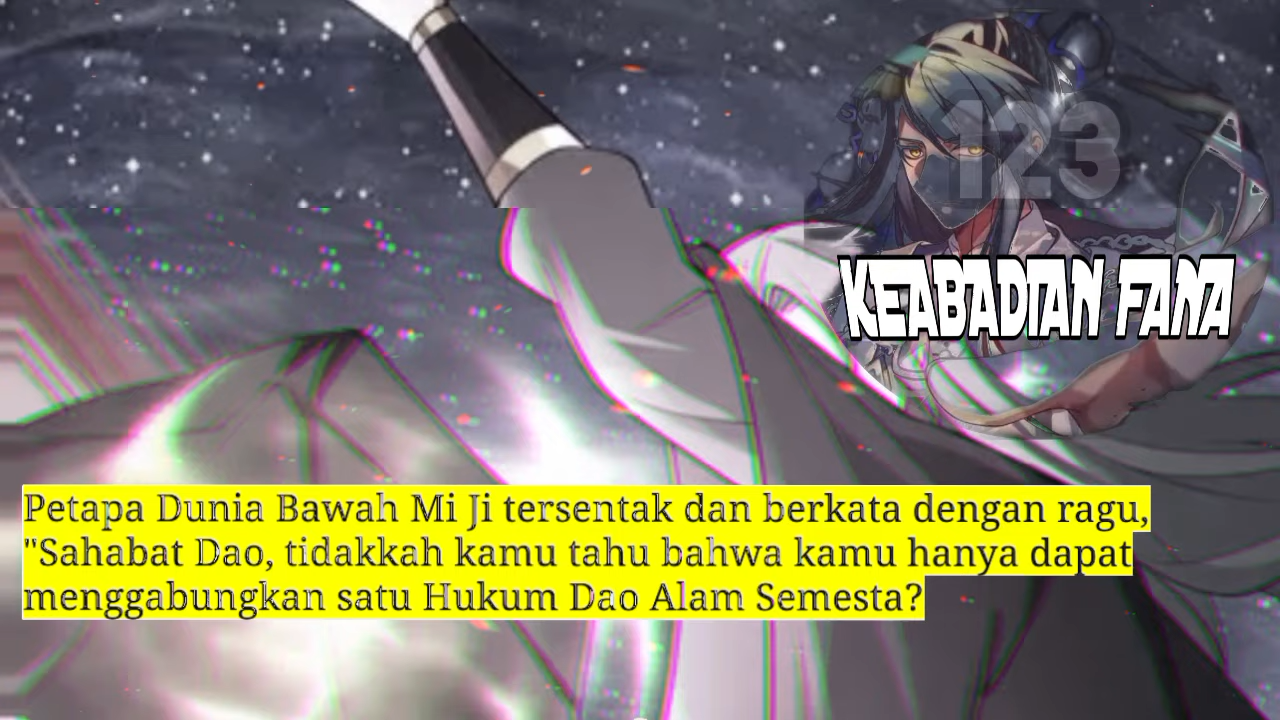 123
KEABADIAN FANA
Petapa Dunia Bawah Mi Ji tersentak dan berkata dengan ragu,
"Sahabat Dao, tidakkah kamu tahu bahwa kamu hanya dapat
menggabungkan satu Hukum Dao Alam Semesta?